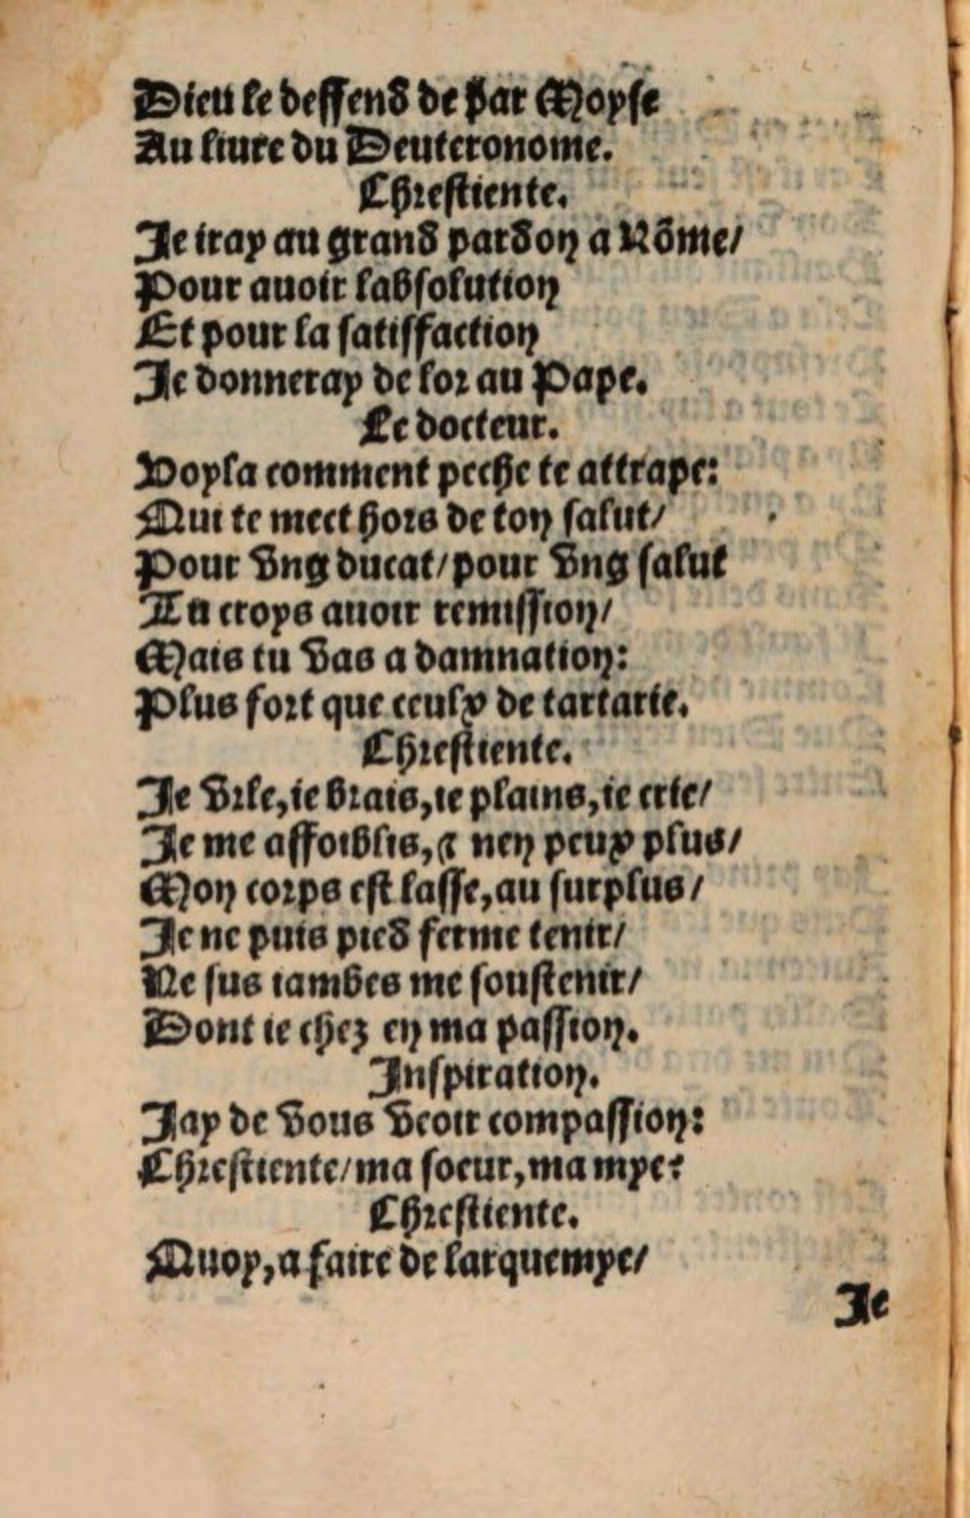 Dieu le deffend de par Moyse
Au liure du Deuteronome.
Chrestiente.
Je iray au grand pardon a Rõme/
Pour auoir labsolution
Et pour la satiffaction
Je donneray de lor au Pape.
Le docteur.
Voyla comment peche te attrape:
Qui te mect hors de ton salut/
Pour vng ducat/pour vng salut
Tu croys auoir remission/
Mais tu vas a damnation:
Plus fort que ceulx de tartarie.
Chrestiente.
Je vrle,ie brais,ie plains,ie crie/
Je me affoiblis,⁊ nen peux plus/
Mon corps est lasse,au surplus/
Je ne puis pied ferme tenir/
Ne sus iambes me soustenir/
Dont ie chez en ma passion.
Inspiration.
Jay de vous veoir compassion:
Chrestiente/ma soeur,ma mye:
Chrestiente.
Quoy,a faire de larquemye/
Je